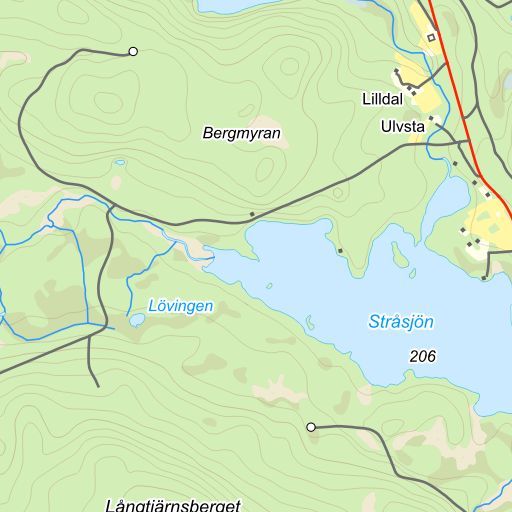 Lilldal
Ulvsta
Bergmyran
Lövingen
Stråsjön
206
Långtjärnsberget